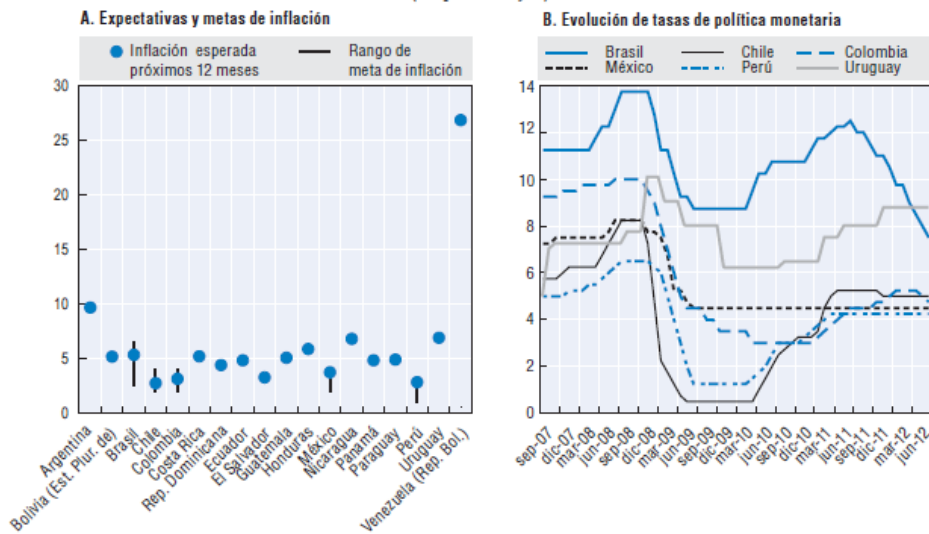 A. Expectativas y metas de inflación
Inflación esperada
próximos 12 meses
Rango de
meta de inflación
30
25
20
15
10
5
0
Argentina
Bolivia (Est. Plur. de)
Brasil
Chile
Colombia
Costa Rica
Rep. Dominicana
Ecuador
El Salvador
Guatemala
Honduras
México
Nicaragua
Panamá
Paraguay
Perú
Uruguay
Venezuela (Rep. Bol.)
B. Evolución de tasas de política monetaria
Brasil Chile Colombia
México Perú Uruguay
14
12
10
8
6
4
2
0
sep-07
dic-07
mar-08
jun-08
sep-08
dic-08
mar-09
jun-09
sep-09
dic-09
mar-10
jun-10
sep-10
dic-10
mar-11
jun-11
sep-11
dic-11
mar-12
jun-12